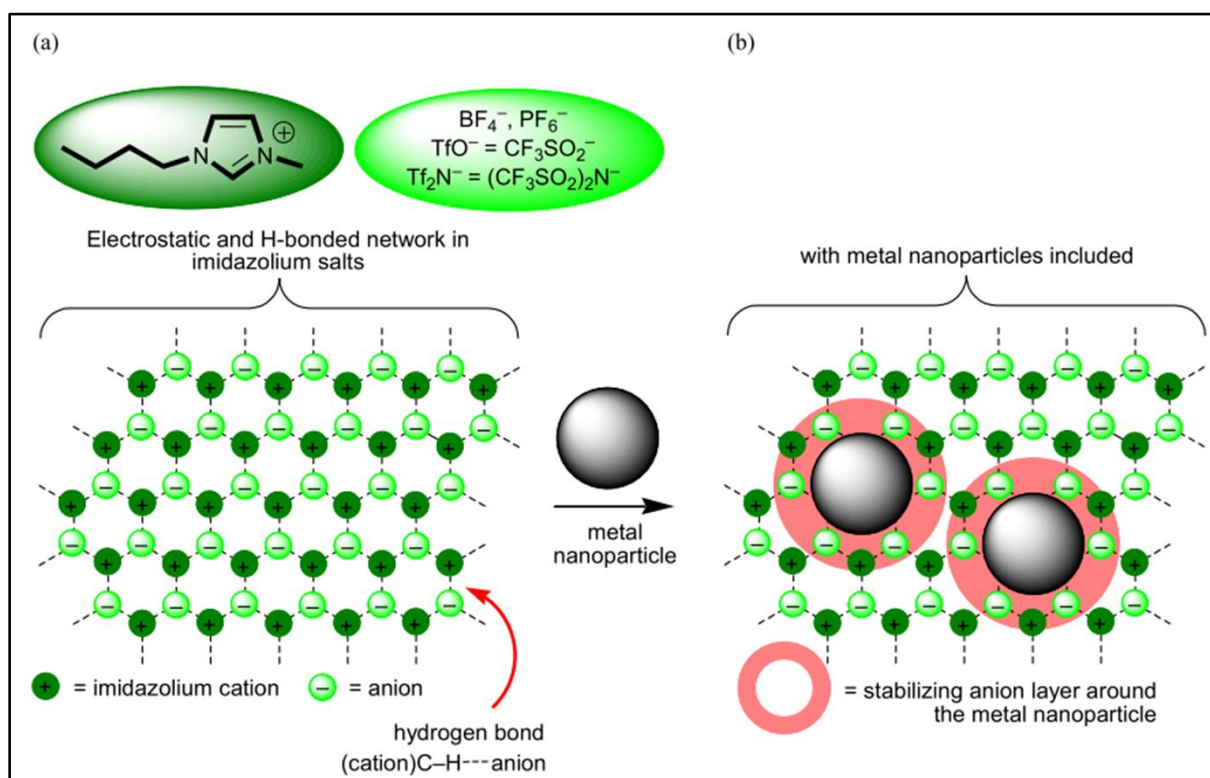 (a)
(b)
N
N
+
BF₄⁻, PF₆⁻
TfO⁻ = CF₃SO₂⁻
Tf₂N⁻ = (CF₃SO₂)₂N⁻
Electrostatic and H-bonded network in
imidazolium salts
with metal nanoparticles included
metal
nanoparticle
+ = imidazolium cation
− = anion
hydrogen bond
(cation)C–H---anion
= stabilizing anion layer around
the metal nanoparticle